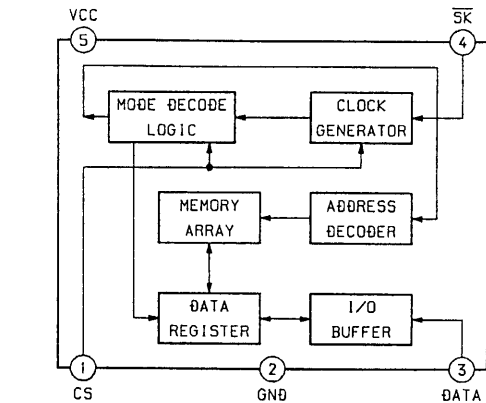 VCC
S̅K̅
5
4
MODE DECODE
LOGIC
CLOCK
GENERATOR
MEMORY
ARRAY
ADDRESS
DECODER
DATA
REGISTER
I/O
BUFFER
1
2
3
CS
GND
DATA